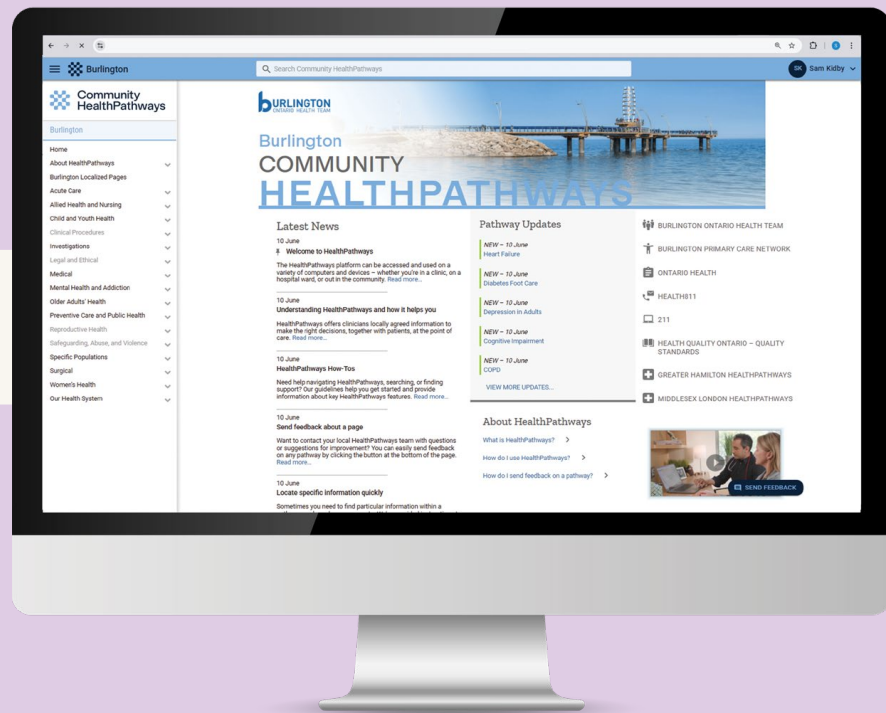 Burlington
Search Community HealthPathways
SK Sam Kidby
Community
HealthPathways
Burlington
Home
About HealthPathways
Burlington Localized Pages
Acute Care
Allied Health and Nursing
Child and Youth Health
Clinical Procedures
Investigations
Legal and Ethical
Medical
Mental Health and Addiction
Older Adults' Health
Preventive Care and Public Health
Reproductive Health
Safeguarding, Abuse, and Violence
Specific Populations
Surgical
Women's Health
Our Health System
BURLINGTON
ONTARIO HEALTH TEAM
Burlington
COMMUNITY
HEALTHPATHWAYS
Latest News
10 June
Welcome to HealthPathways
The HealthPathways platform can be accessed and used on a
variety of computers and devices – whether you're in a clinic, on a
hospital ward, or out in the community. Read more...
10 June
Understanding HealthPathways and how it helps you
HealthPathways offers clinicians locally agreed information to
make the right decisions, together with patients, at the point of
care. Read more...
10 June
HealthPathways How-Tos
Need help navigating HealthPathways, searching, or finding
support? Our guidelines help you get started and provide
information about key HealthPathways features. Read more...
10 June
Send feedback about a page
Want to contact your local HealthPathways team with questions
or suggestions for improvement? You can easily send feedback
on any pathway by clicking the button at the bottom of the page.
Read more...
10 June
Locate specific information quickly
Sometimes you need to find particular information within a
Pathway Updates
NEW – 10 June
Heart Failure
NEW – 10 June
Diabetes Foot Care
NEW – 10 June
Depression in Adults
NEW – 10 June
Cognitive Impairment
NEW – 10 June
COPD
VIEW MORE UPDATES...
About HealthPathways
What is HealthPathways?
How do I use HealthPathways?
How do I send feedback on a pathway?
BURLINGTON ONTARIO HEALTH TEAM
BURLINGTON PRIMARY CARE NETWORK
ONTARIO HEALTH
HEALTH811
211
HEALTH QUALITY ONTARIO – QUALITY
STANDARDS
GREATER HAMILTON HEALTHPATHWAYS
MIDDLESEX LONDON HEALTHPATHWAYS
SEND FEEDBACK